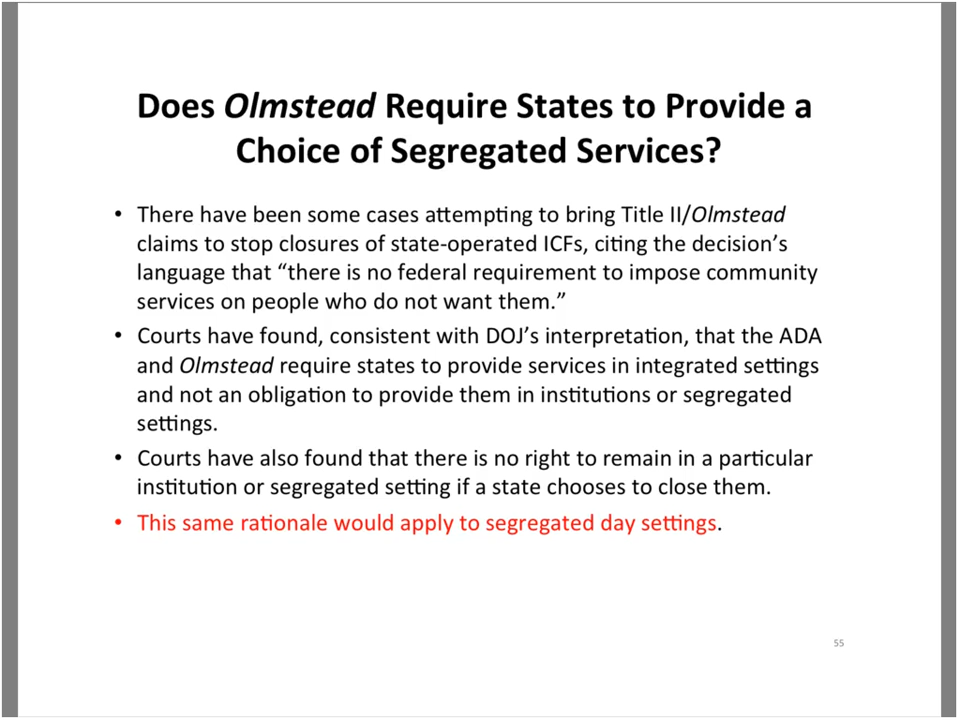 Does Olmstead Require States to Provide a
Choice of Segregated Services?
• There have been some cases attempting to bring Title II/Olmstead
claims to stop closures of state-operated ICFs, citing the decision’s
language that “there is no federal requirement to impose community
services on people who do not want them.”
• Courts have found, consistent with DOJ’s interpretation, that the ADA
and Olmstead require states to provide services in integrated settings
and not an obligation to provide them in institutions or segregated
settings.
• Courts have also found that there is no right to remain in a particular
institution or segregated setting if a state chooses to close them.
• This same rationale would apply to segregated day settings.
55